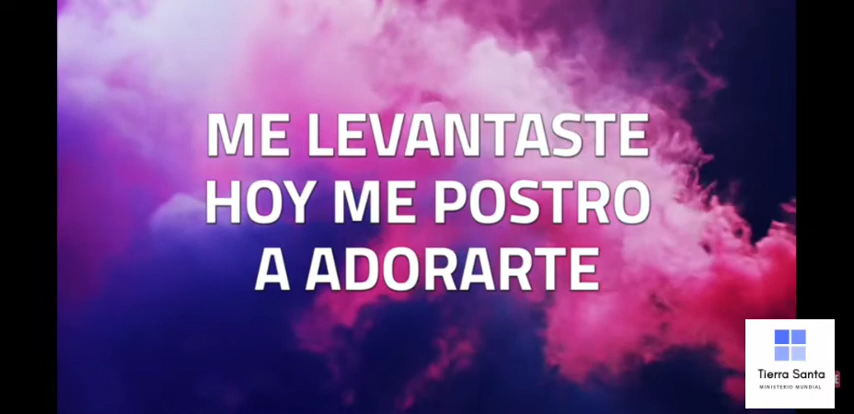 ME LEVANTASTE
HOY ME POSTRO
A ADORARTE
Tierra Santa
MINISTERIO MUNDIAL